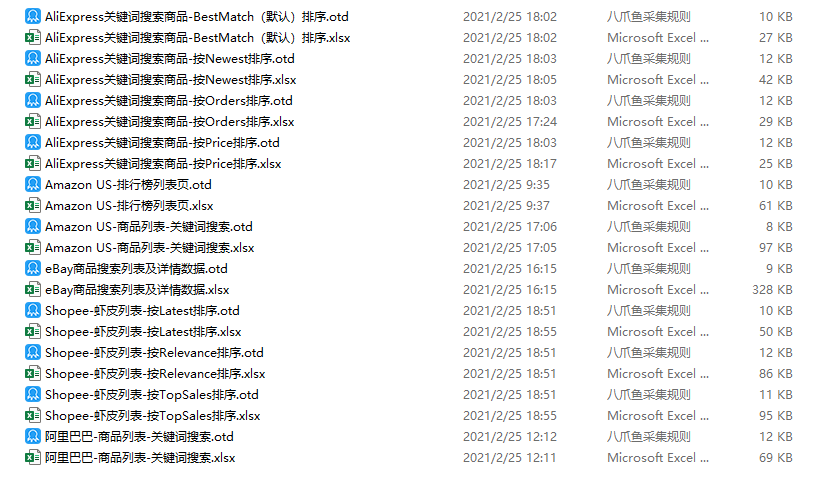 AliExpress关键词搜索商品-BestMatch（默认）排序.otd 2021/2/25 18:02 八爪鱼采集规则 10 KB
AliExpress关键词搜索商品-BestMatch（默认）排序.xlsx 2021/2/25 18:02 Microsoft Excel ... 27 KB
AliExpress关键词搜索商品-按Newest排序.otd 2021/2/25 18:03 八爪鱼采集规则 12 KB
AliExpress关键词搜索商品-按Newest排序.xlsx 2021/2/25 18:05 Microsoft Excel ... 42 KB
AliExpress关键词搜索商品-按Orders排序.otd 2021/2/25 18:03 八爪鱼采集规则 12 KB
AliExpress关键词搜索商品-按Orders排序.xlsx 2021/2/25 17:24 Microsoft Excel ... 29 KB
AliExpress关键词搜索商品-按Price排序.otd 2021/2/25 18:03 八爪鱼采集规则 12 KB
AliExpress关键词搜索商品-按Price排序.xlsx 2021/2/25 18:17 Microsoft Excel ... 25 KB
Amazon US-排行榜列表页.otd 2021/2/25 9:35 八爪鱼采集规则 10 KB
Amazon US-排行榜列表页.xlsx 2021/2/25 9:37 Microsoft Excel ... 61 KB
Amazon US-商品列表-关键词搜索.otd 2021/2/25 17:06 八爪鱼采集规则 8 KB
Amazon US-商品列表-关键词搜索.xlsx 2021/2/25 17:05 Microsoft Excel ... 97 KB
eBay商品搜索列表及详情数据.otd 2021/2/25 16:15 八爪鱼采集规则 9 KB
eBay商品搜索列表及详情数据.xlsx 2021/2/25 16:15 Microsoft Excel ... 328 KB
Shopee-虾皮列表-按Latest排序.otd 2021/2/25 18:51 八爪鱼采集规则 10 KB
Shopee-虾皮列表-按Latest排序.xlsx 2021/2/25 18:55 Microsoft Excel ... 50 KB
Shopee-虾皮列表-按Relevance排序.otd 2021/2/25 18:51 八爪鱼采集规则 12 KB
Shopee-虾皮列表-按Relevance排序.xlsx 2021/2/25 18:51 Microsoft Excel ... 86 KB
Shopee-虾皮列表-按TopSales排序.otd 2021/2/25 18:51 八爪鱼采集规则 11 KB
Shopee-虾皮列表-按TopSales排序.xlsx 2021/2/25 18:55 Microsoft Excel ... 95 KB
阿里巴巴-商品列表-关键词搜索.otd 2021/2/25 12:12 八爪鱼采集规则 12 KB
阿里巴巴-商品列表-关键词搜索.xlsx 2021/2/25 12:11 Microsoft Excel ... 69 KB